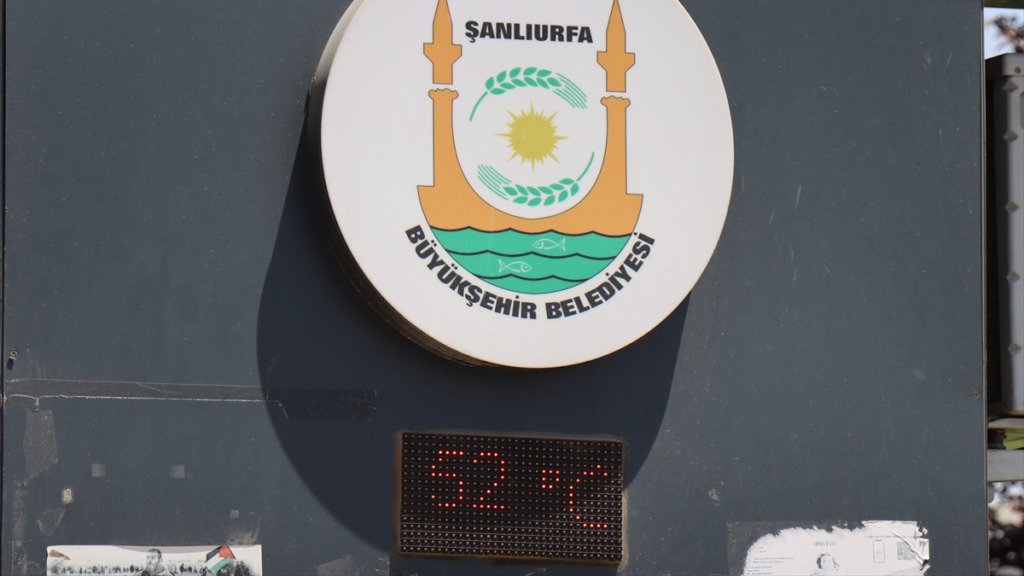 ŞANLIURFA
BÜYÜKŞEHİR BELEDİYESİ
52 °C